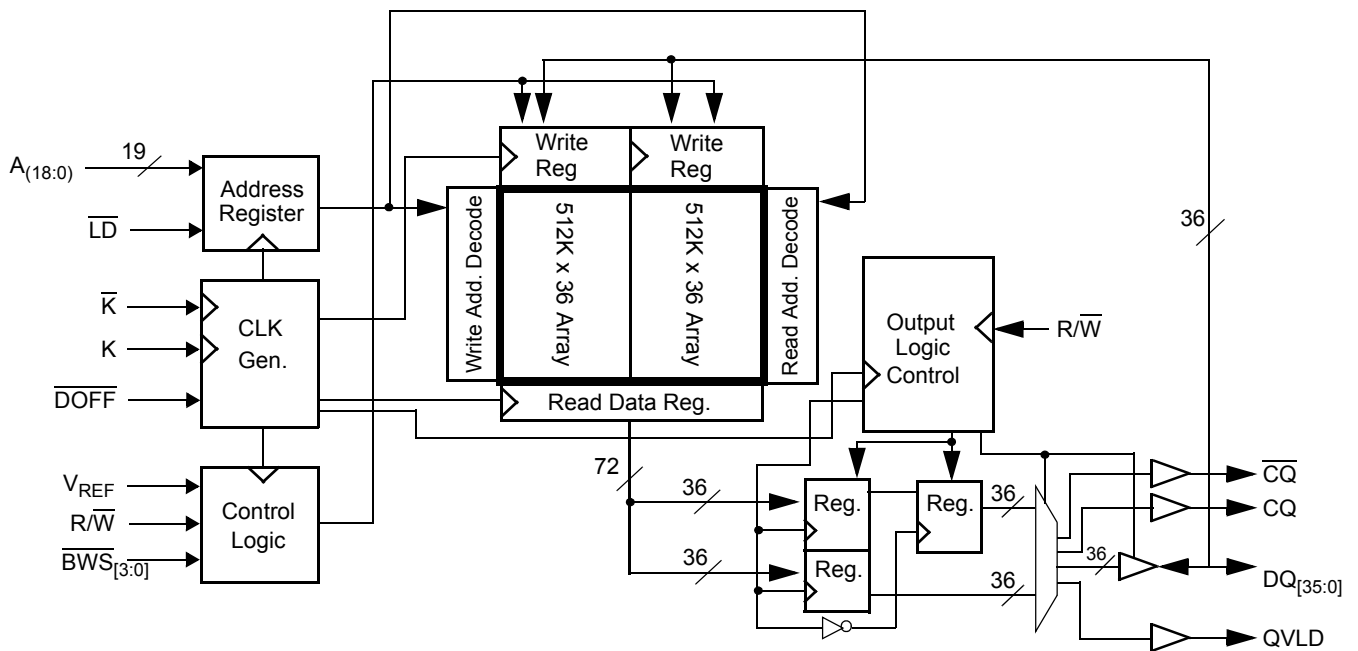 A(18:0)
19
LD
Address
Register
K
K
DOFF
CLK
Gen.
VREF
R/W
BWS[3:0]
Control
Logic
Write
Reg
Write
Reg
Write Add. Decode
512K x 36 Array
512K x 36 Array
Read Add. Decode
Read Data Reg.
36
Output
Logic
Control
R/W
72
36
36
Reg.
Reg.
Reg.
36
36
36
CQ
CQ
DQ[35:0]
QVLD